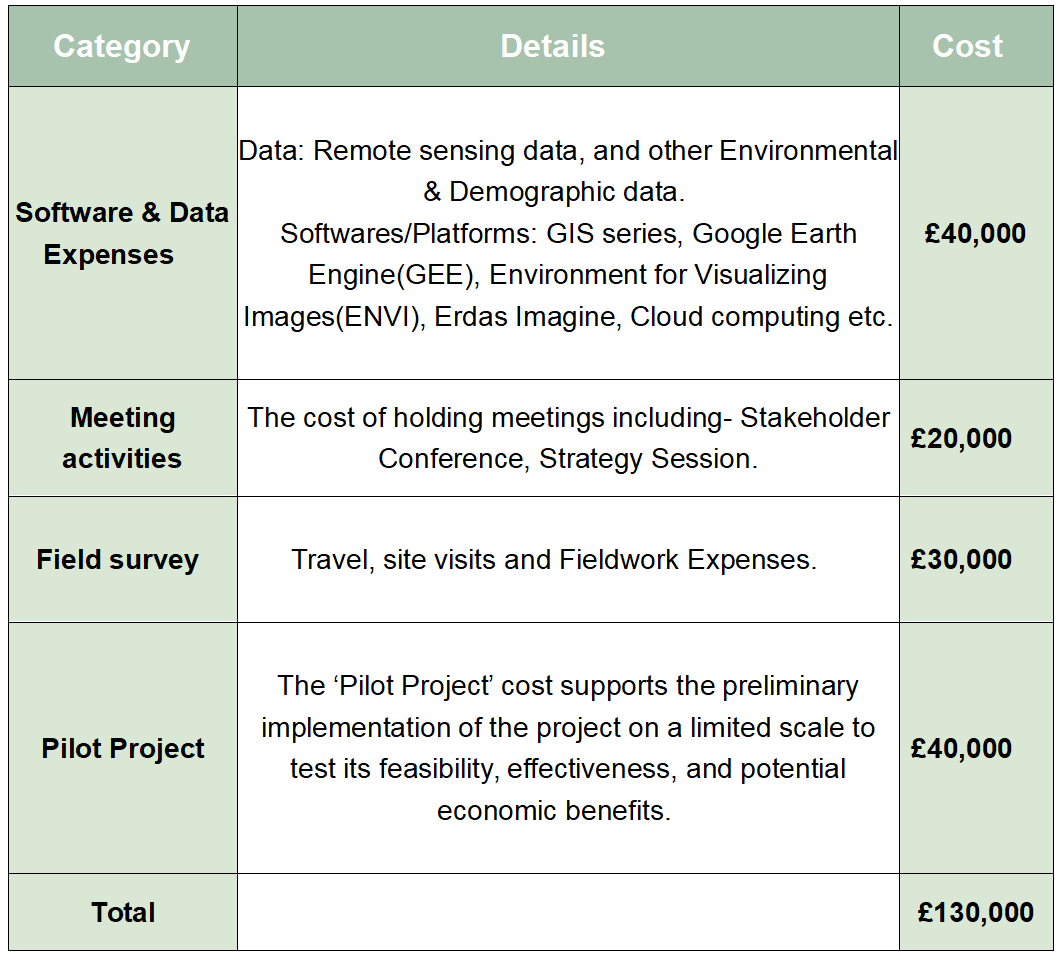 Category Details Cost
Data: Remote sensing data, and other Environmental
& Demographic data.
Softwares/Platforms: GIS series, Google Earth
Engine(GEE), Environment for Visualizing
Images(ENVI), Erdas Imagine, Cloud computing etc.
Software & Data
Expenses
£40,000
Meeting
activities
The cost of holding meetings including- Stakeholder
Conference, Strategy Session.
£20,000
Field survey
Travel, site visits and Fieldwork Expenses.
£30,000
Pilot Project
The ‘Pilot Project’ cost supports the preliminary
implementation of the project on a limited scale to
test its feasibility, effectiveness, and potential
economic benefits.
£40,000
Total
£130,000